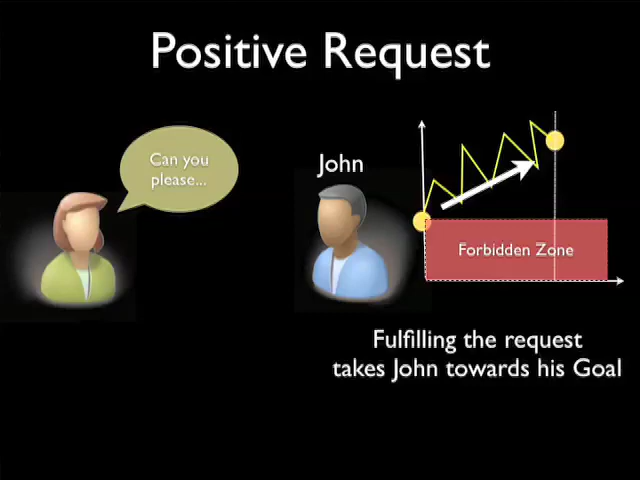 Positive Request
Can you
please...
John
Forbidden Zone
Fulfilling the request
takes John towards his Goal